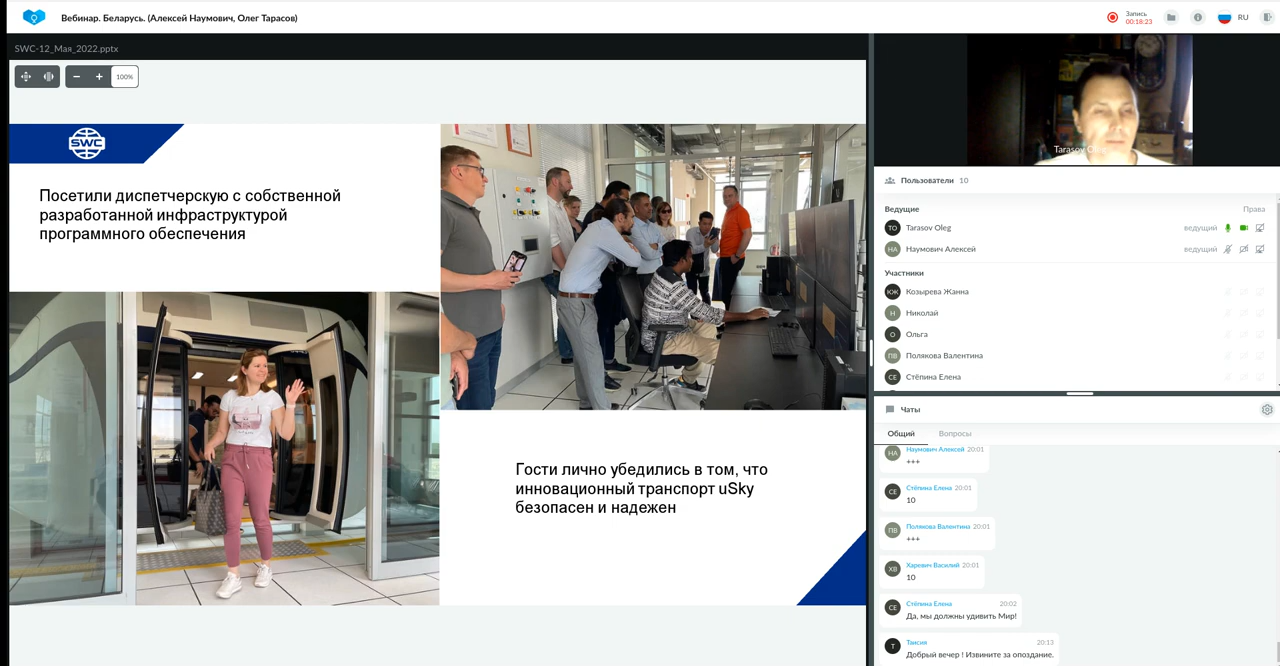 Вебинар. Беларусь. (Алексей Наумович, Олег Тарасов)
Запись
00:18:23
RU
SWC-12_Мая_2022.pptx
100%
SWC
Посетили диспетчерскую с собственной
разработанной инфраструктурой
программного обеспечения
Гости лично убедились в том, что
инновационный транспорт uSky
безопасен и надежен
Tarasov Oleg
Пользователи 10
Ведущие Права
TO Tarasov Oleg ведущий
НА Наумович Алексей ведущий
Участники
КЖ Козырева Жанна
Н Николай
О Ольга
ПВ Полякова Валентина
СЕ Стёпина Елена
Чаты
Общий Вопросы
НА Наумович Алексей 20:01
+++
СЕ Стёпина Елена 20:01
10
ПВ Полякова Валентина 20:01
+++
ХВ Харевич Василий 20:01
10
СЕ Стёпина Елена 20:02
Да, мы должны удивить Мир!
Т Таисия 20:13
Добрый вечер ! Извините за опоздание.